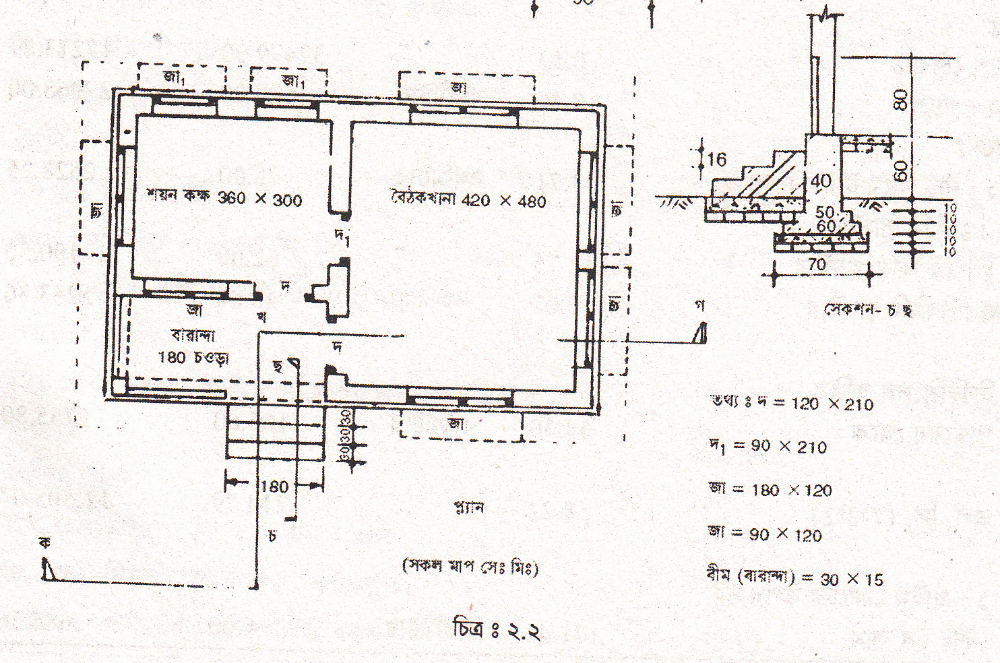 জা₁
জা₁
জা
শয়ন কক্ষ 360 × 300
বৈঠকখানা 420 × 480
জা
জা
দ₁
দ
জা
জা
খ
বারান্দা
180 চওড়া
দ
ছ
জা
30 30 30
180
চ
ক
প্ল্যান
(সকল মাপ সেঃ মিঃ)
চিত্র ঃ ২.২
80
16
60
40
50
60
10
10
10
10
10
70
সেকশন- চ ছ
গ
তথ্য ঃ দ = 120 × 210
দ₁ = 90 × 210
জা = 180 × 120
জা = 90 × 120
বীম (বারান্দা) = 30 × 15